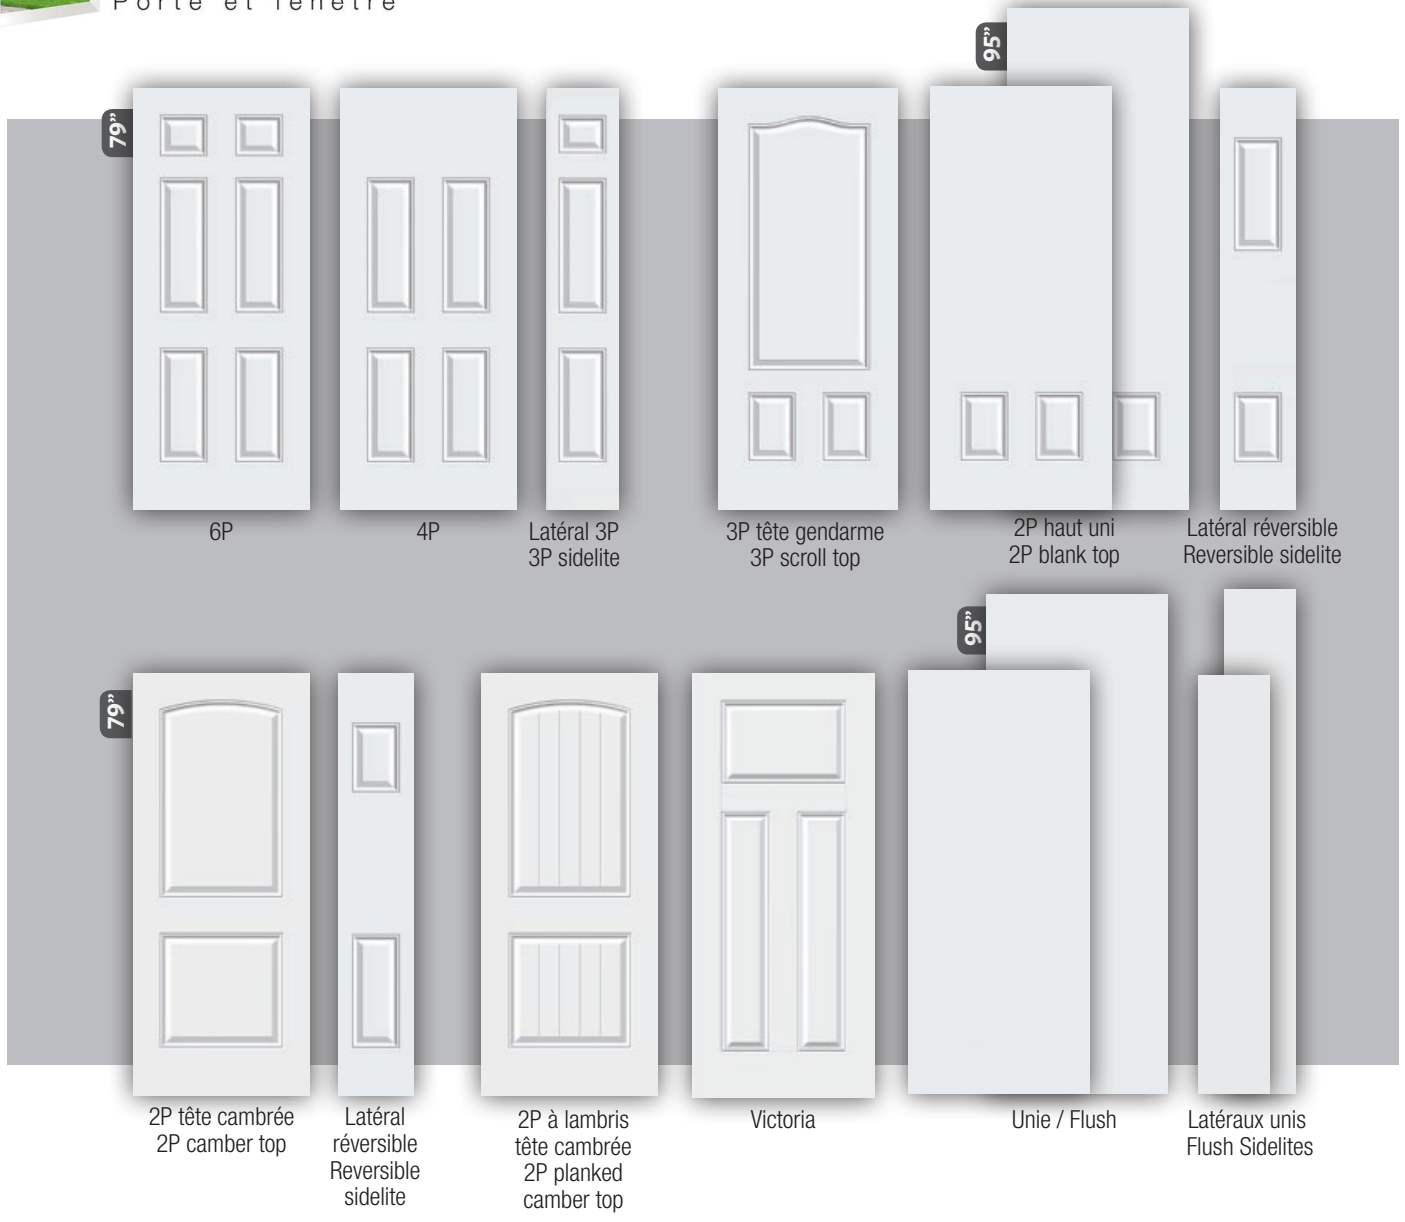 Porte et fenêtre
95”
79”
6P
4P
Latéral 3P
3P sidelite
3P tête gendarme
3P scroll top
2P haut uni
2P blank top
Latéral réversible
Reversible sidelite
95”
79”
2P tête cambrée
2P camber top
Latéral
réversible
Reversible
sidelite
2P à lambris
tête cambrée
2P planked
camber top
Victoria
Unie / Flush
Latéraux unis
Flush Sidelites